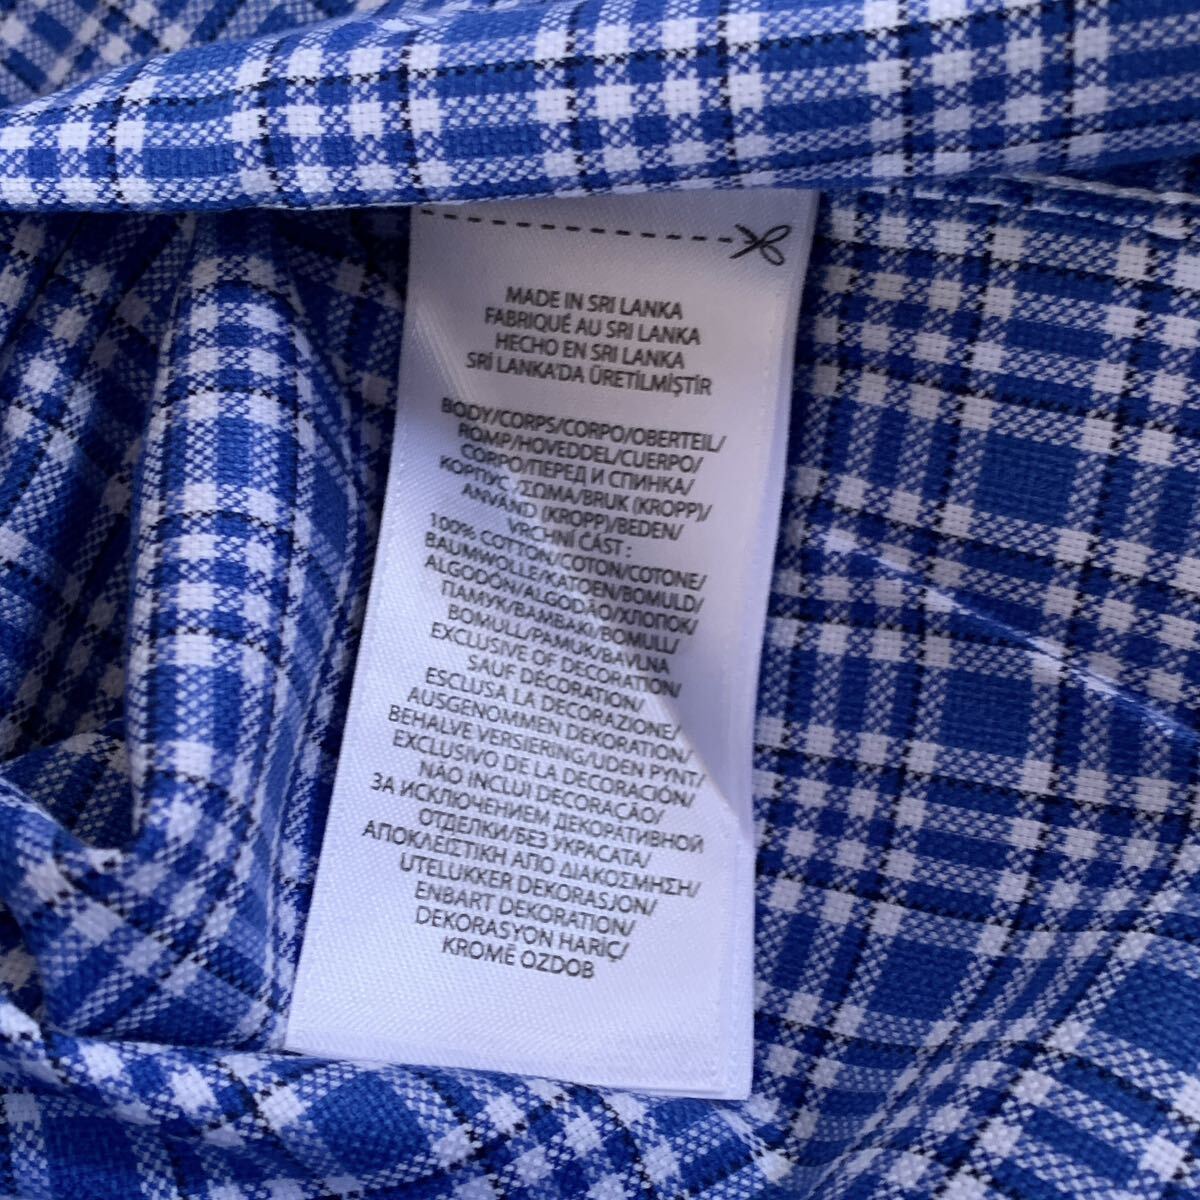 MADE IN SRI LANKA
FABRIQUÉ AU SRI LANKA
HECHO EN SRI LANKA
SRİ LANKA'DA ÜRETİLMİŞTİR
BODY/CORPS/CORPO/OBERTEIL/
ROMP/HOVEDDEL/CUERPO/
CORPO/ПЕРЕД И СПИНКА/
КОРПУС /ΣΩΜΑ/BRUK (KROPP)/
ANVÄND (KROPP)/BEDEN/
VRCHNÍ ČÁST :
100% COTTON/COTON/COTONE/
BAUMWOLLE/KATOEN/BOMULD/
ALGODÓN/ALGODÃO/ХЛОПОК/
ПАМУК/ΒΑΜΒΑΚΙ/BOMULL/
BOMULL/PAMUK/BAVLNA
EXCLUSIVE OF DECORATION/
SAUF DÉCORATION/
ESCLUSA LA DECORAZIONE/
AUSGENOMMEN DEKORATION/
BEHALVE VERSIERING/UDEN PYNT/
EXCLUSIVO DE LA DECORACIÓN/
NÃO INCLUI DECORAÇÃO/
ЗА ИСКЛЮЧЕНИЕМ ДЕКОРАТИВНОЙ
ОТДЕЛКИ/БЕЗ УКРАСАТА/
ΑΠΟΚΛΕΙΣΤΙΚΗ ΑΠΟ ΔΙΑΚΟΣΜΗΣΗ/
UTELUKKER DEKORASJON/
ENBART DEKORATION/
DEKORASYON HARİÇ/
KROMĚ OZDOB